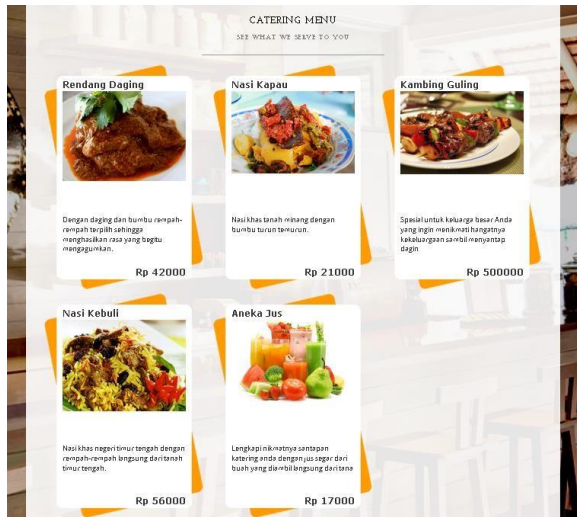 CATERING MENU
SEE WHAT WE SERVE TO YOU
Rendang Daging
Dengan daging dan bumbu rempah-
rempah terpilih sehingga
menghasilkan rasa yang begitu
mengagumkan.
Rp 42000
Nasi Kapau
Nasi khas tanah minang dengan
bumbu turun temurun.
Rp 21000
Kambing Guling
Spesial untuk keluarga besar Anda
yang ingin menikmati hangatnya
kekeluargaan sambil menyantap
dagin
Rp 500000
Nasi Kebuli
Nasi khas negeri timur tengah dengan
rempah-rempah langsung dari tanah
timur tengah.
Rp 56000
Aneka Jus
Lengkapi nikmatnya santapan
katering anda dengan jus segar dari
buah yang diambil langsung dari tana
Rp 17000